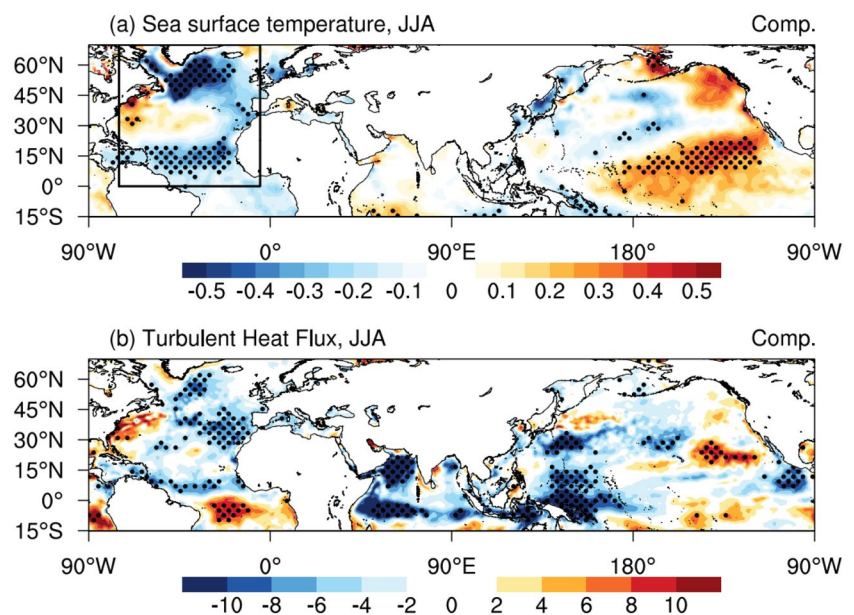 (a) Sea surface temperature, JJA Comp.
60°N
45°N
30°N
15°N
0°
15°S
90°W 0° 90°E 180° 90°W
-0.5 -0.4 -0.3 -0.2 -0.1 0 0.1 0.2 0.3 0.4 0.5
(b) Turbulent Heat Flux, JJA Comp.
60°N
45°N
30°N
15°N
0°
15°S
90°W 0° 90°E 180° 90°W
-10 -8 -6 -4 -2 0 2 4 6 8 10